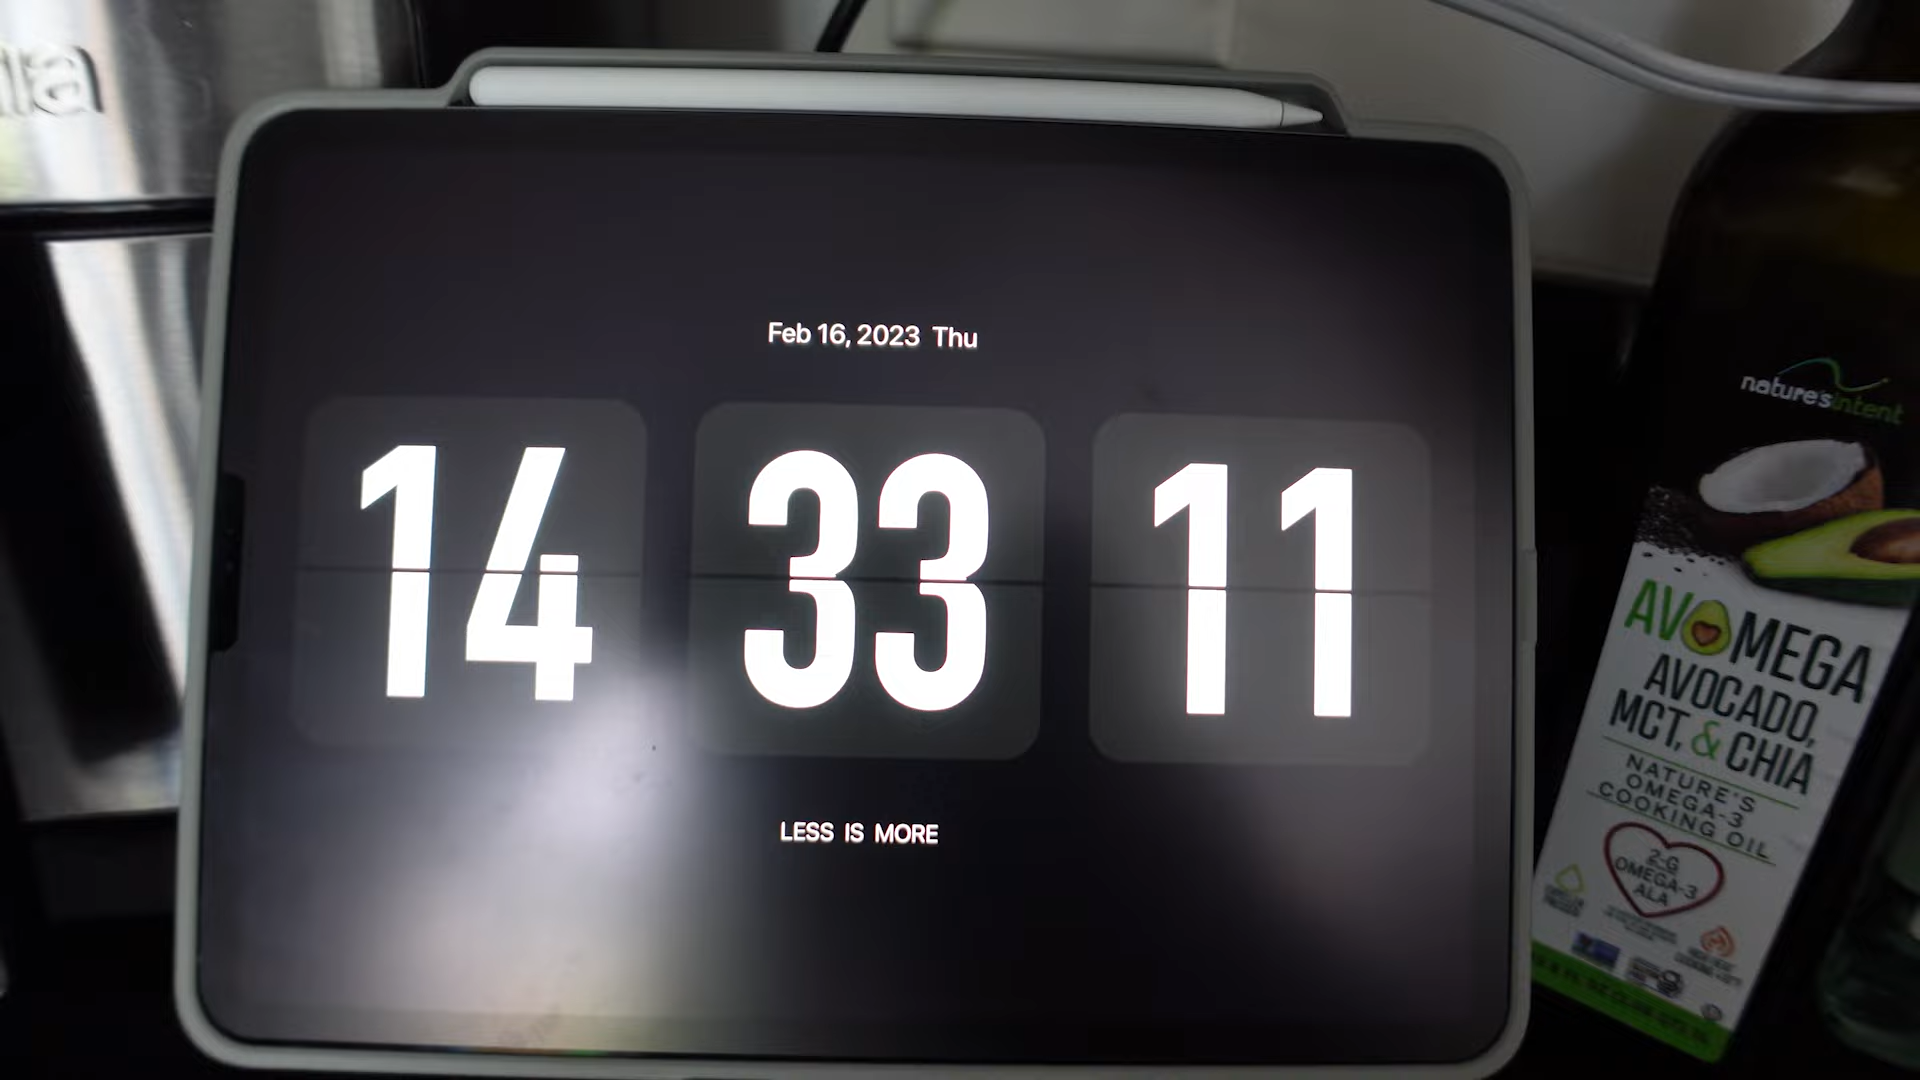 Feb 16, 2023 Thu
14 33 11
LESS IS MORE
nature's intent
AVOMEGA
AVOCADO,
MCT, & CHIA
NATURE'S
OMEGA-3
COOKING OIL
2-G
OMEGA-3
ALA